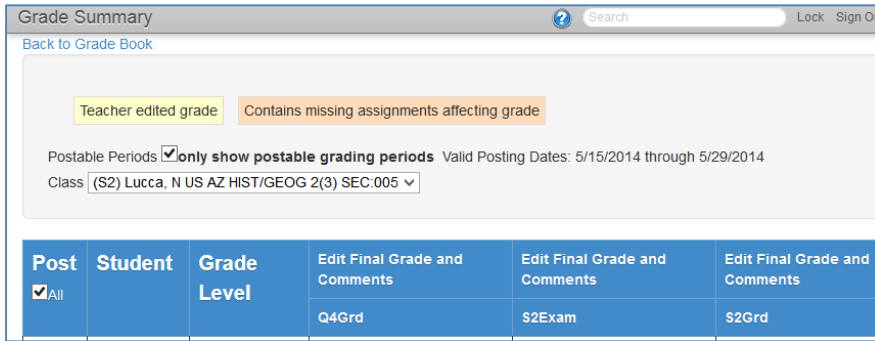 Grade Summary
Search
Lock Sign
Back to Grade Book
Teacher edited grade
Contains missing assignments affecting grade
Postable Periods only show postable grading periods Valid Posting Dates: 5/15/2014 through 5/29/2014
Class (S2) Lucca, N US AZ HIST/GEOG 2(3) SEC:005
Post
All
Student
Grade
Level
Edit Final Grade and
Comments
Edit Final Grade and
Comments
Edit Final Grade and
Comments
Q4Grd
S2Exam
S2Grd